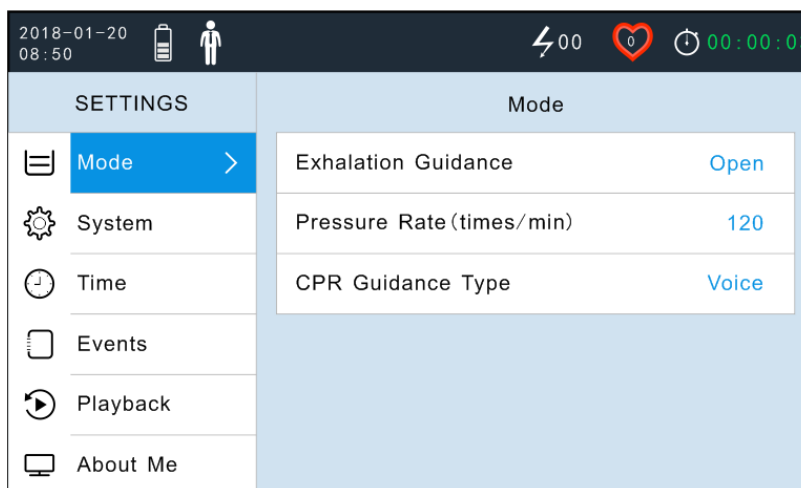 2018-01-20
08:50
00
0
00:00:0
SETTINGS
Mode
System
Time
Events
Playback
About Me
Mode
Exhalation Guidance Open
Pressure Rate(times/min) 120
CPR Guidance Type Voice